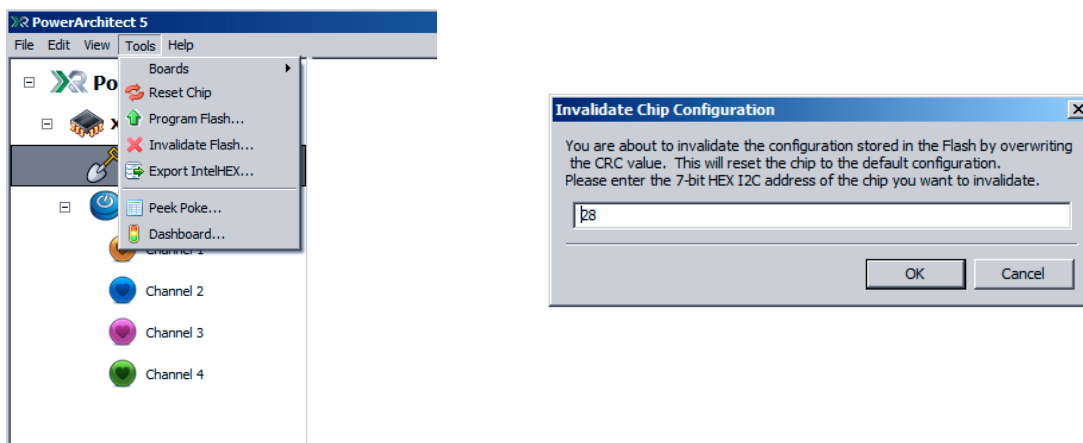 PowerArchitect 5
File Edit View Tools Help
Boards
Reset Chip
Program Flash...
Invalidate Flash...
Export IntelHEX...
Peek Poke...
Dashboard...
Po
X
Channel 1
Channel 2
Channel 3
Channel 4
Invalidate Chip Configuration
You are about to invalidate the configuration stored in the Flash by overwriting
the CRC value. This will reset the chip to the default configuration.
Please enter the 7-bit HEX I2C address of the chip you want to invalidate.
28
OK Cancel